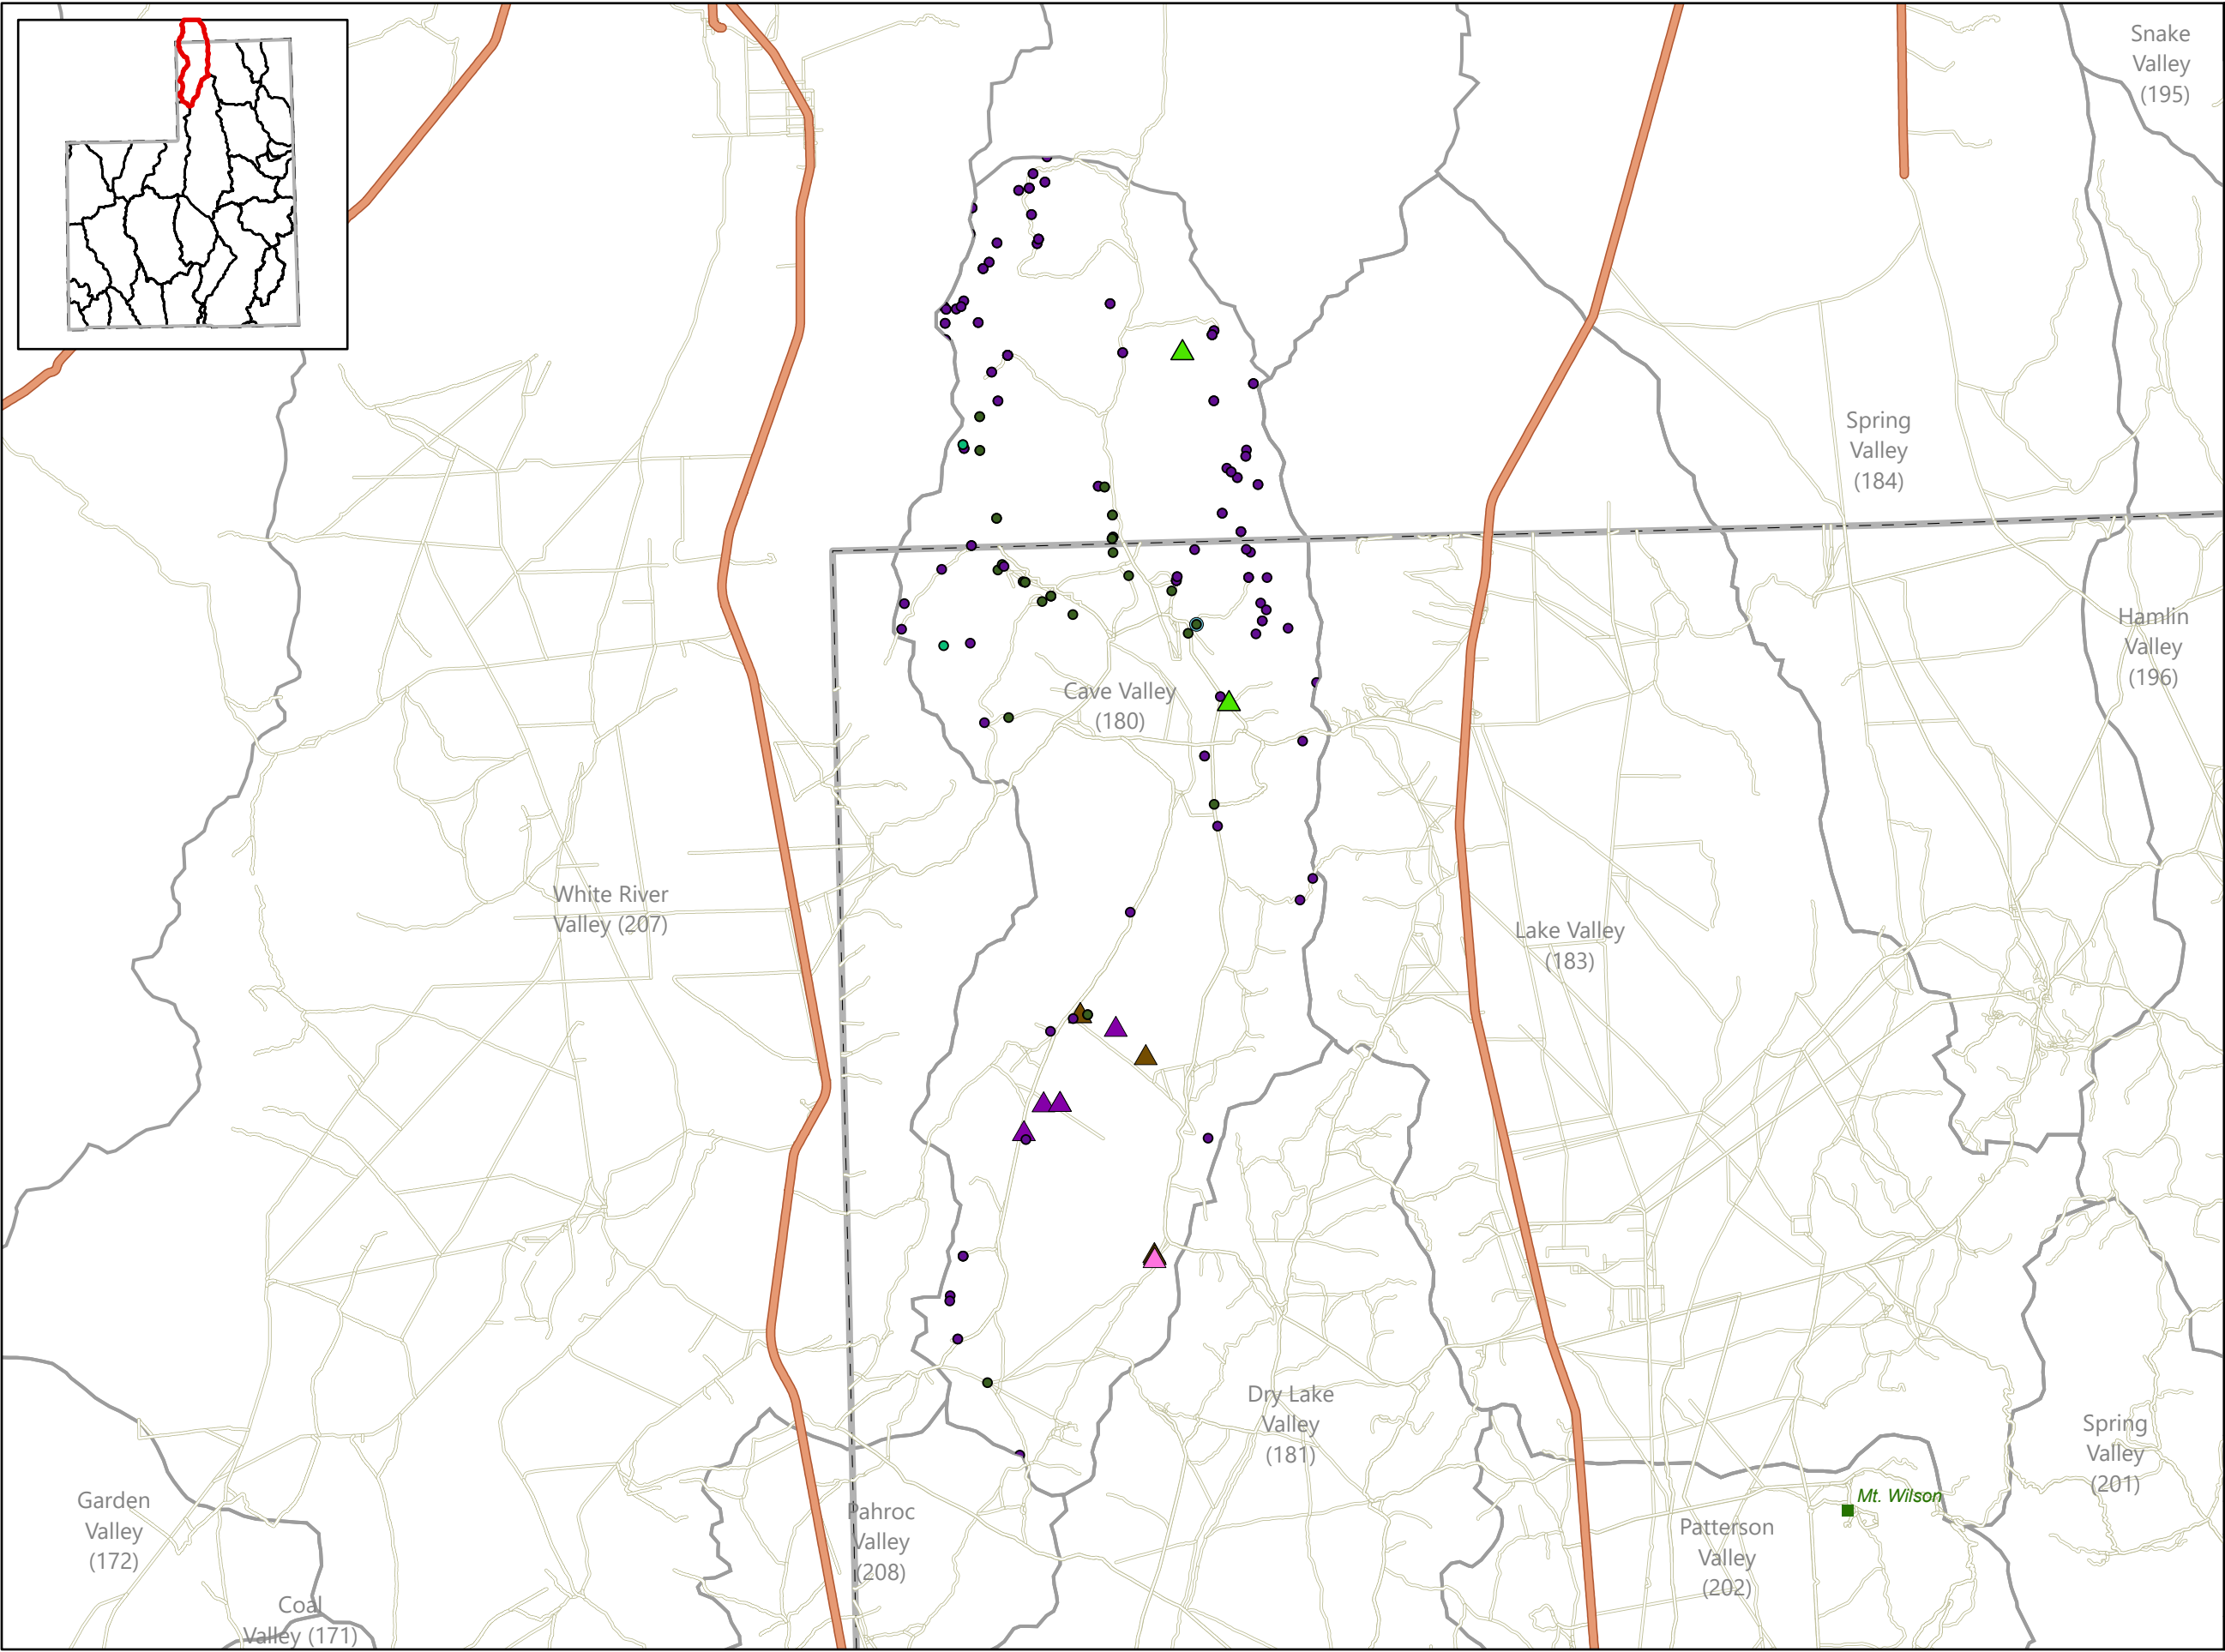 Snake
Valley
(195)
Spring
Valley
(184)
Hamlin
Valley
(196)
Cave Valley
(180)
White River
Valley (207)
Lake Valley
(183)
Dry Lake
Valley
(181)
Spring
Valley
(201)
Mt. Wilson
Garden
Valley
(172)
Pahroc
Valley
(208)
Patterson
Valley
(202)
Coal
Valley (171)